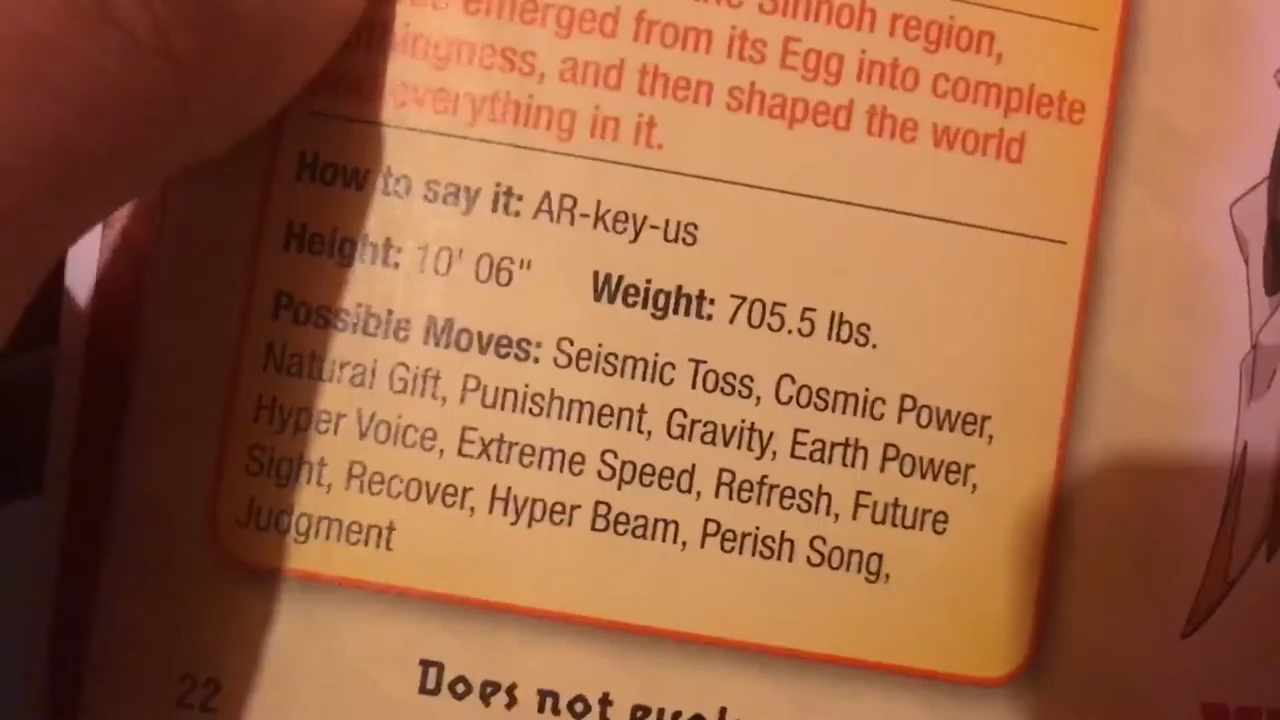 the Sinnoh region,
emerged from its Egg into complete
and then shaped the world
everything in it.
How to say it: AR-key-us
Height: 10' 06" Weight: 705.5 lbs.
Possible Moves: Seismic Toss, Cosmic Power,
Natural Gift, Punishment, Gravity, Earth Power,
Hyper Voice, Extreme Speed, Refresh, Future
Sight, Recover, Hyper Beam, Perish Song,
Judgment
Does not
22